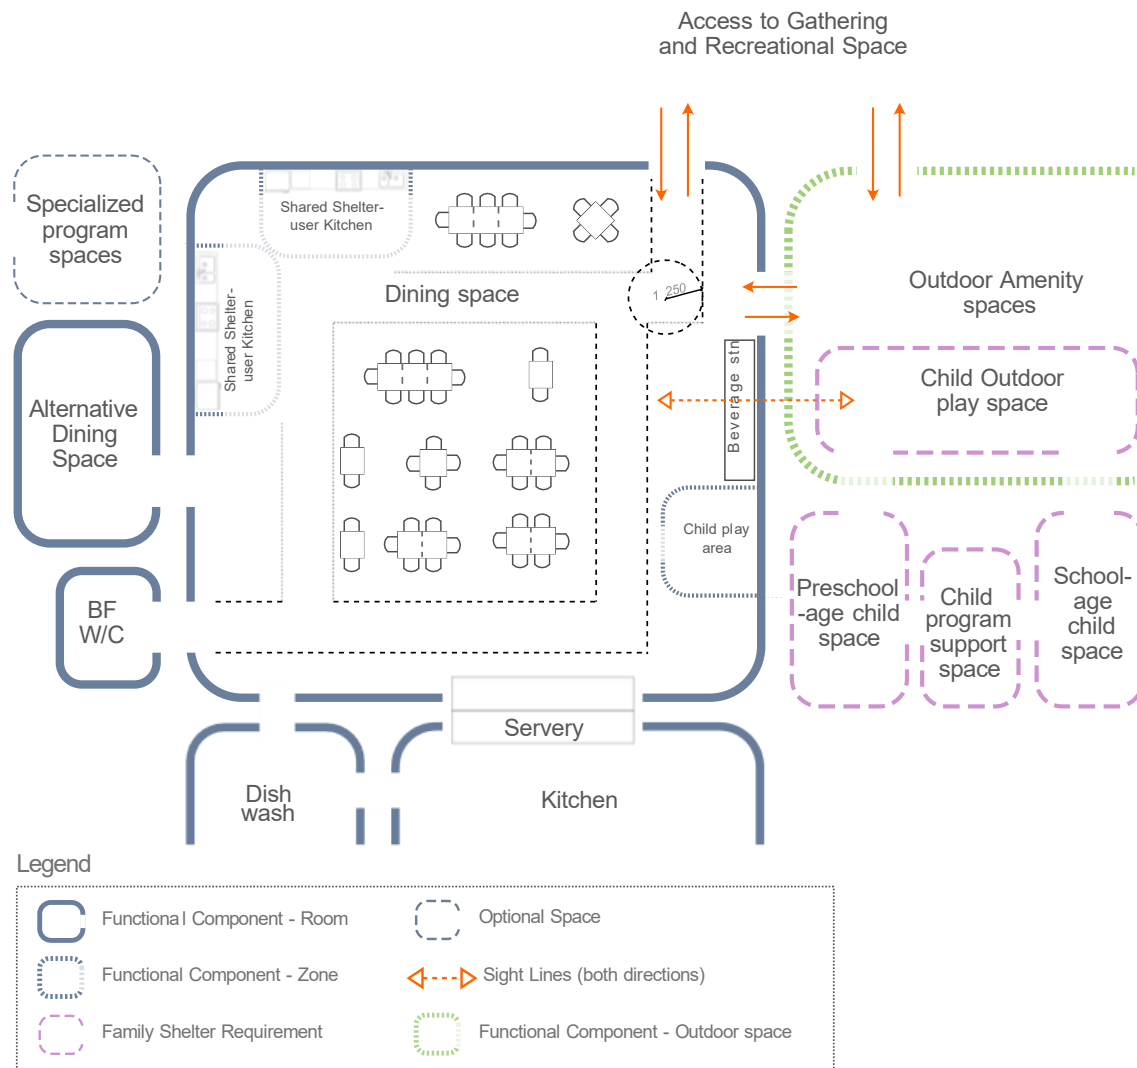 Access to Gathering
and Recreational Space
Specialized
program
spaces
Shared Shelter-
user Kitchen
Shared Shelter-
user Kitchen
Dining space
1 250
Outdoor Amenity
spaces
Child Outdoor
play space
Beverage stn
Alternative
Dining
Space
Child play
area
BF
W/C
Preschool
-age child
space
Child
program
support
space
School-
age
child
space
Servery
Dish
wash
Kitchen
Legend
Functional Component - Room
Optional Space
Functional Component - Zone
Sight Lines (both directions)
Family Shelter Requirement
Functional Component - Outdoor space